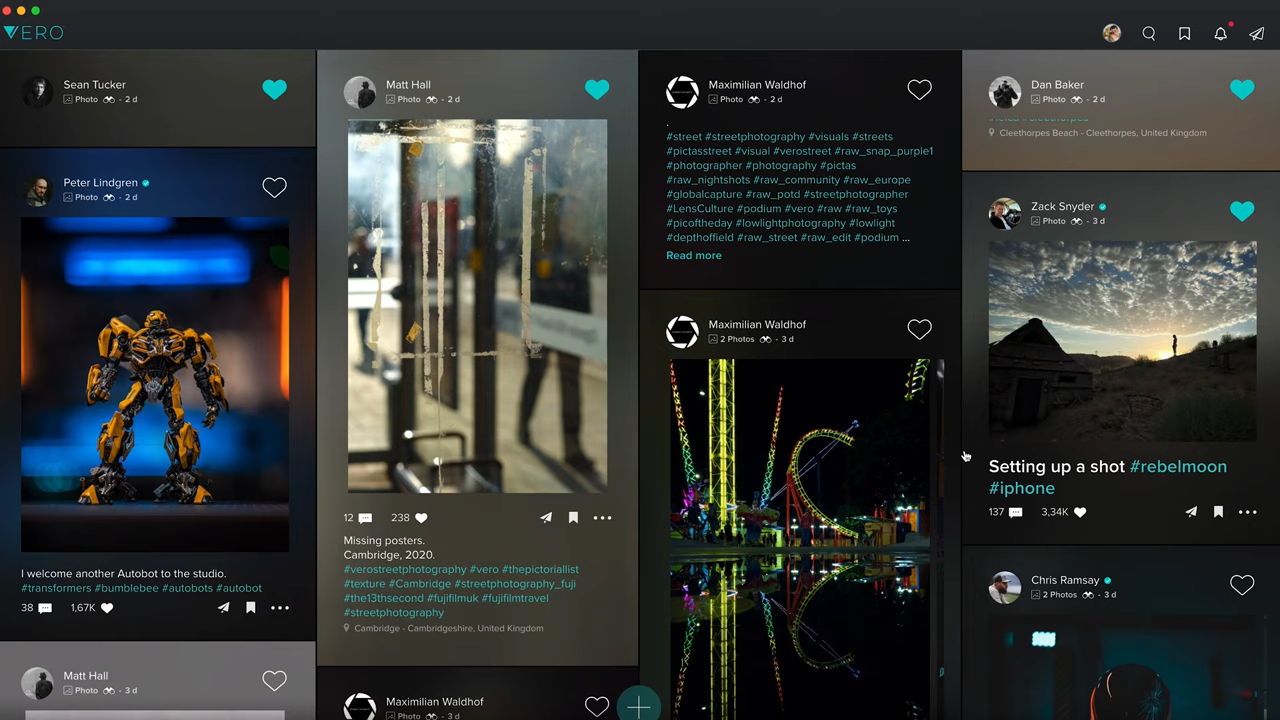 VERO
Sean Tucker
Photo - 2 d
Peter Lindgren
Photo - 2 d
I welcome another Autobot to the studio.
#transformers #bumblebee #autobots #autobot
38 1,67K
Matt Hall
Photo - 3 d
Matt Hall
Photo - 2 d
12 238
Missing posters.
Cambridge, 2020.
#verostreetphotography #vero #thepictoriallist
#texture #Cambridge #streetphotography_fuji
#the13thsecond #fujifilmuk #fujifilmtravel
#streetphotography
Cambridge - Cambridgeshire, United Kingdom
Maximilian Waldhof
Photo - 3 d
Maximilian Waldhof
Photo - 2 d
.
#street #streetphotography #visuals #streets
#pictasstreet #visual #verostreet #raw_snap_purple1
#photographer #photography #pictas
#raw_nightshots #raw_community #raw_europe
#globalcapture #raw_potd #streetphotographer
#LensCulture #podium #vero #raw #raw_toys
#picoftheday #lowlightphotography #lowlight
#depthoffield #raw_street #raw_edit #podium ...
Read more
Maximilian Waldhof
2 Photos - 3 d
Dan Baker
Photo - 2 d
Cleethorpes Beach - Cleethorpes, United Kingdom
Zack Snyder
Photo - 3 d
Setting up a shot #rebelmoon
#iphone
137 3,34K
Chris Ramsay
2 Photos - 3 d